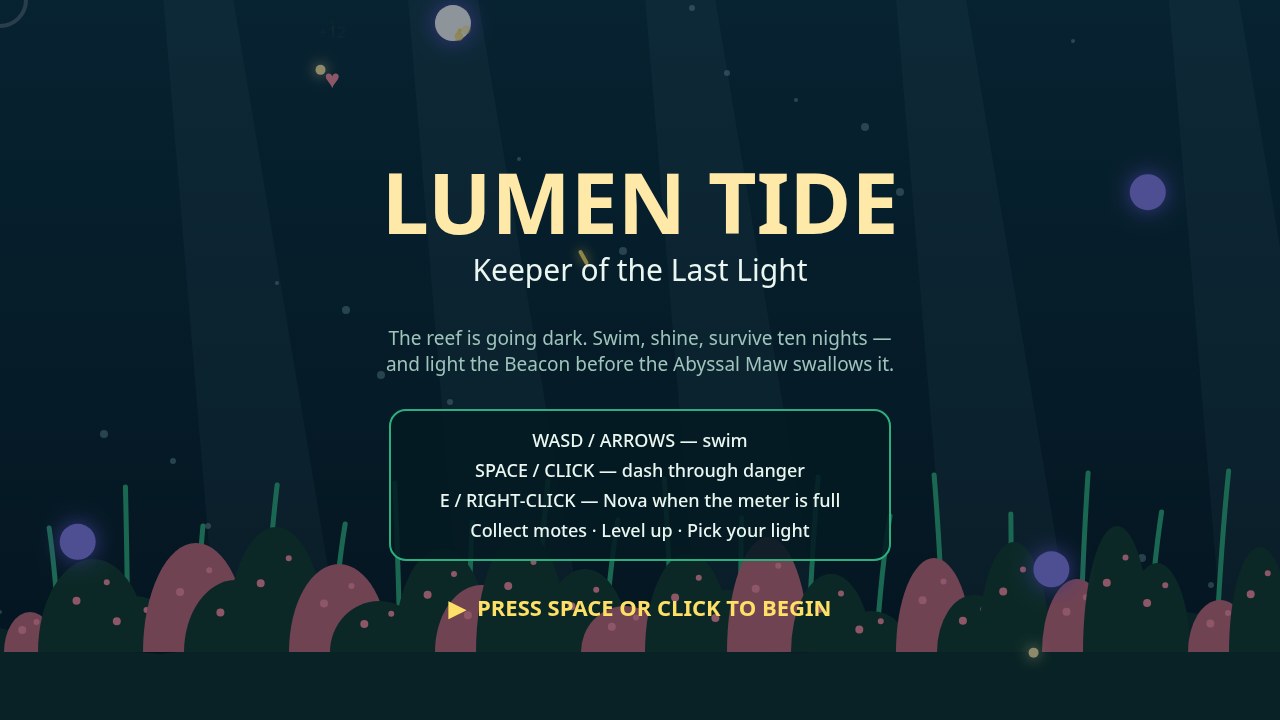 LUMEN TIDE
Keeper of the Last Light
The reef is going dark. Swim, shine, survive ten nights —
and light the Beacon before the Abyssal Maw swallows it.
WASD / ARROWS — swim
SPACE / CLICK — dash through danger
E / RIGHT-CLICK — Nova when the meter is full
Collect motes · Level up · Pick your light
▶ PRESS SPACE OR CLICK TO BEGIN